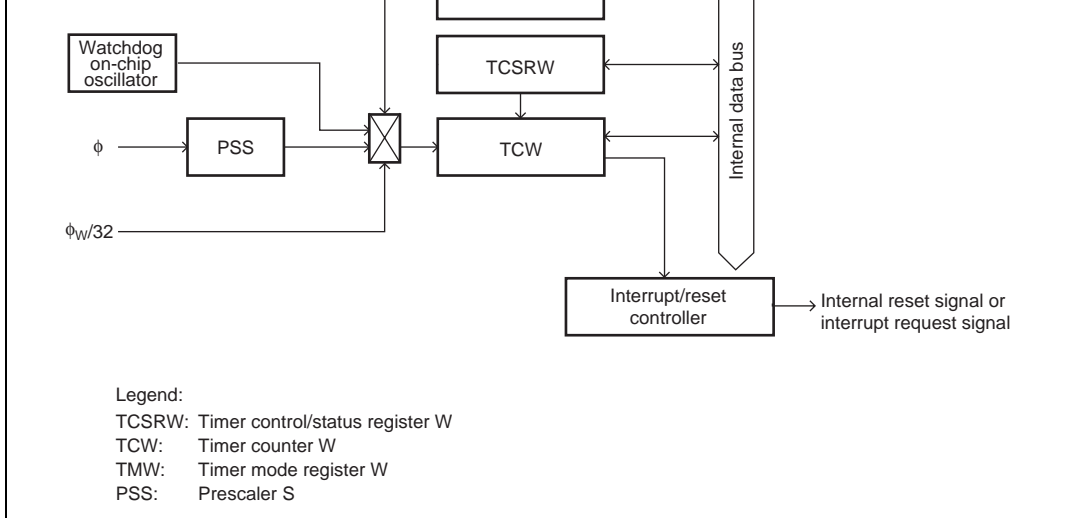 Watchdog
on-chip
oscillator
TCSRW
Internal data bus
ϕ
PSS
TCW
ϕW/32
Interrupt/reset
controller
Internal reset signal or
interrupt request signal
Legend:
TCSRW: Timer control/status register W
TCW: Timer counter W
TMW: Timer mode register W
PSS: Prescaler S